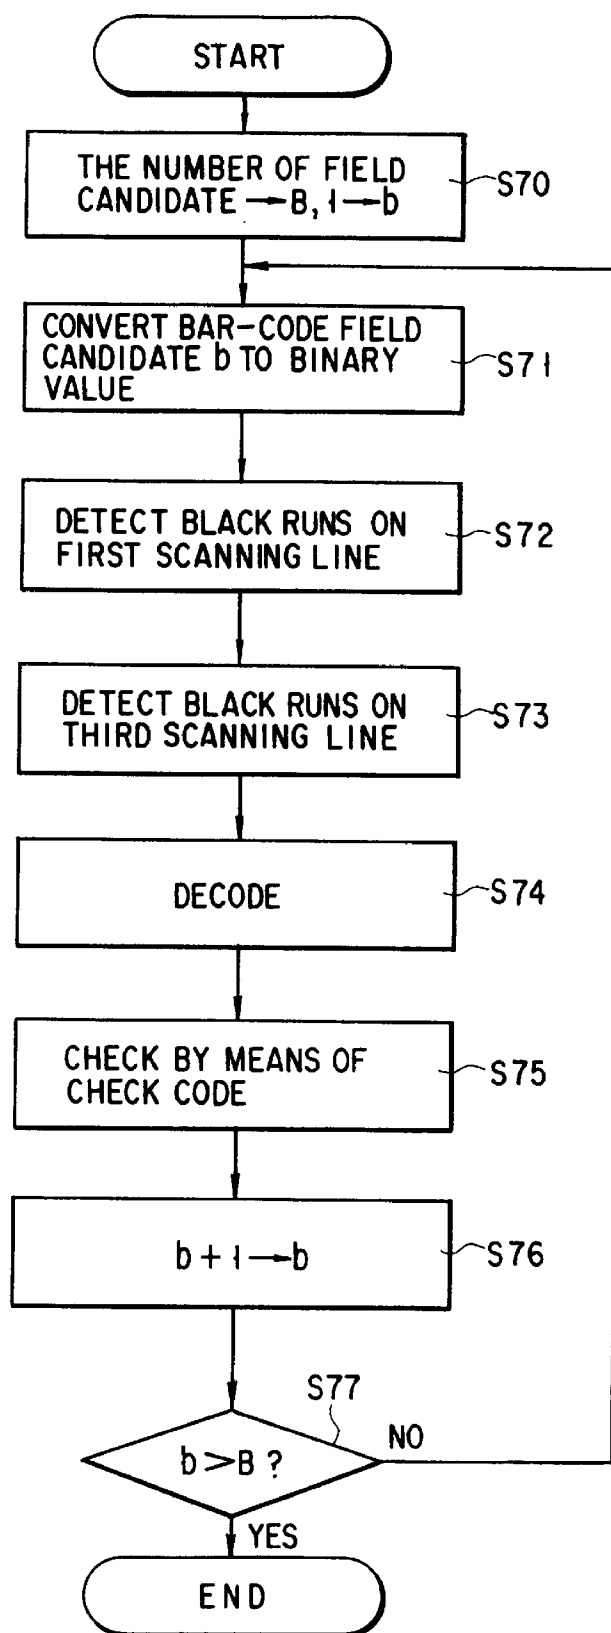 START
THE NUMBER OF FIELD
CANDIDATE → B, 1 → b
S70
CONVERT BAR-CODE FIELD
CANDIDATE b TO BINARY
VALUE
S71
DETECT BLACK RUNS ON
FIRST SCANNING LINE
S72
DETECT BLACK RUNS ON
THIRD SCANNING LINE
S73
DECODE
S74
CHECK BY MEANS OF
CHECK CODE
S75
b + 1 → b
S76
S77
b > B ?
NO
YES
END